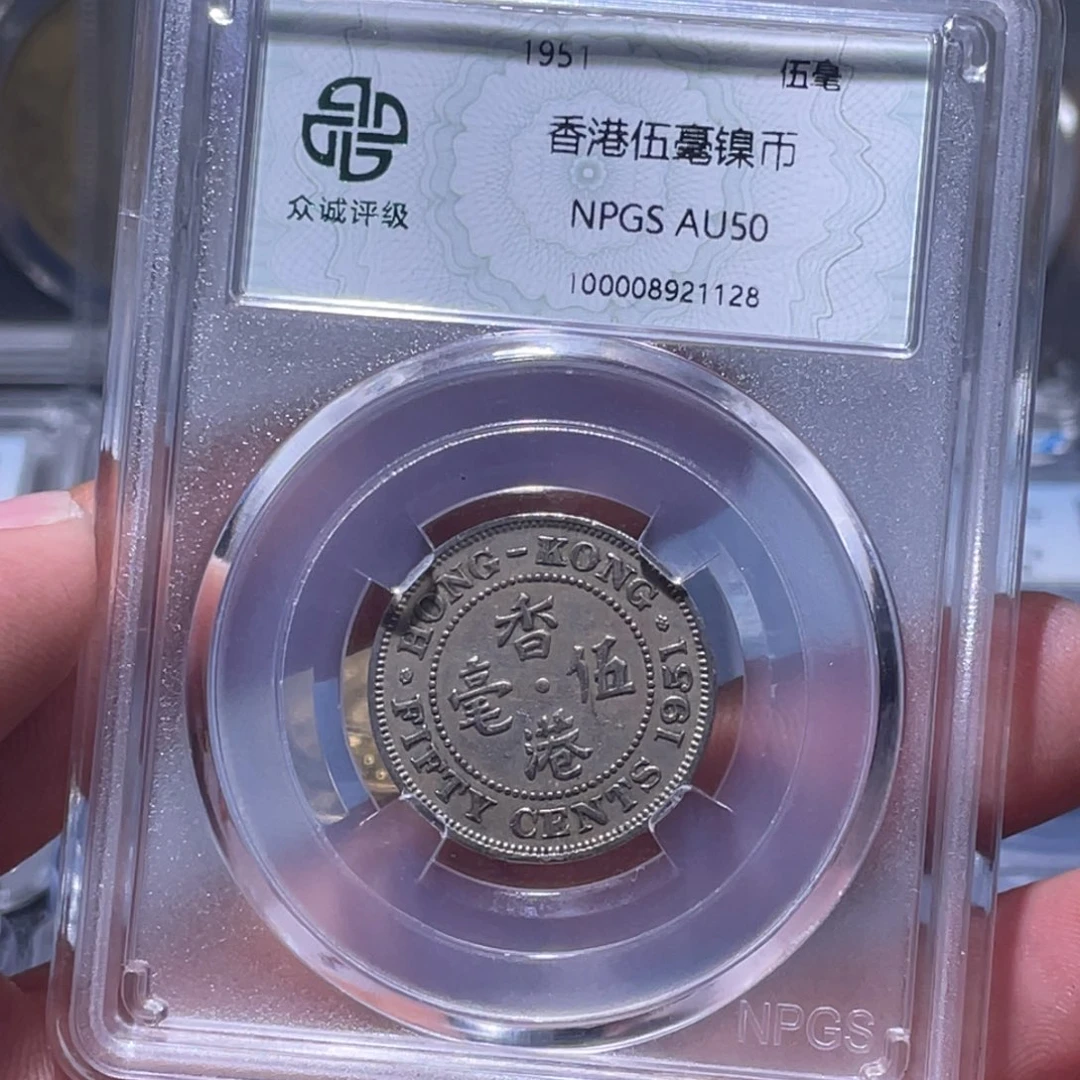 1951 伍毫
香港伍毫镍币
众诚评级
NPGS AU50
100008921128
HONG-KONG
1951
FIFTY CENTS
香
毫 伍
港
NPGS